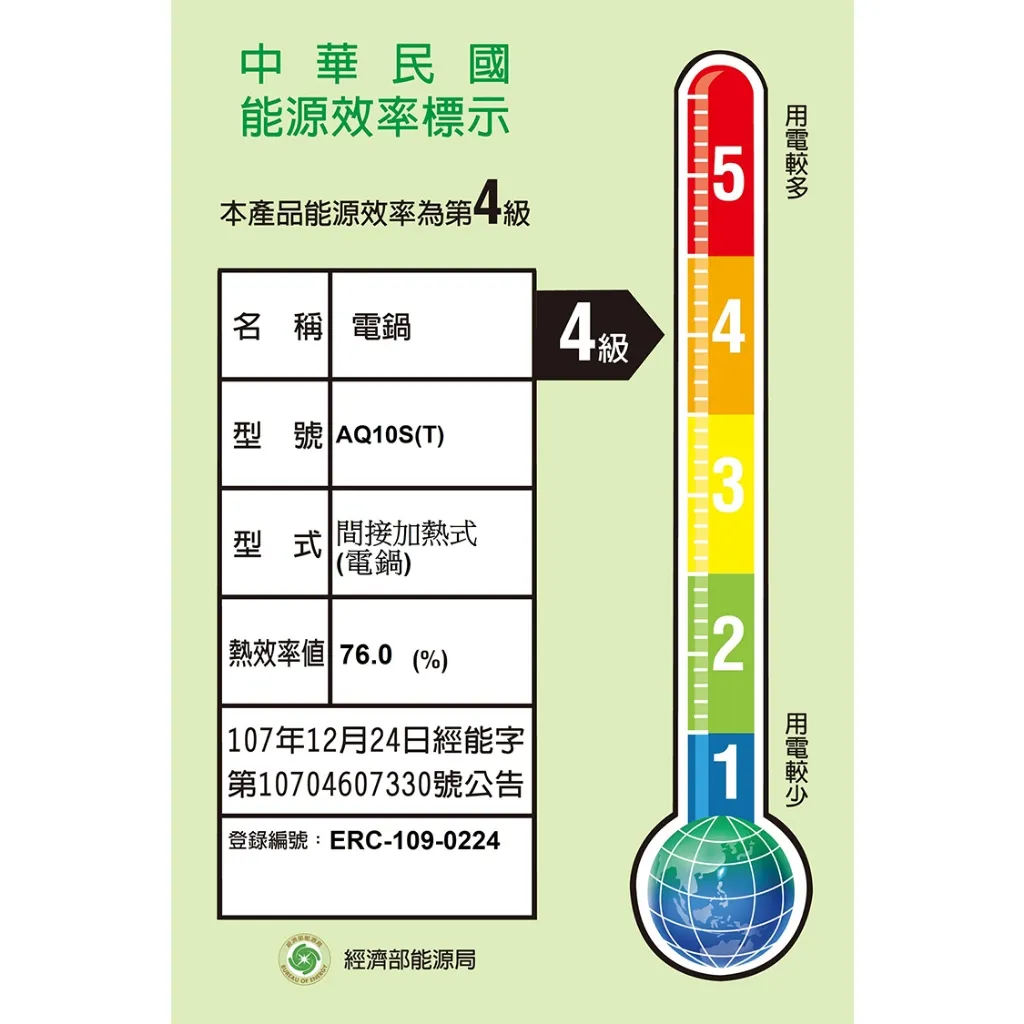 中華民國
能源效率標示
本產品能源效率為第4級
名稱 電鍋
4級
型號 AQ10S(T)
型式 間接加熱式
(電鍋)
熱效率值 76.0 (%)
107年12月24日經能字
第10704607330號公告
登錄編號：ERC-109-0224
經濟部能源局
BUREAU OF ENERGY
用電較多
5
4
3
2
1
用電較少